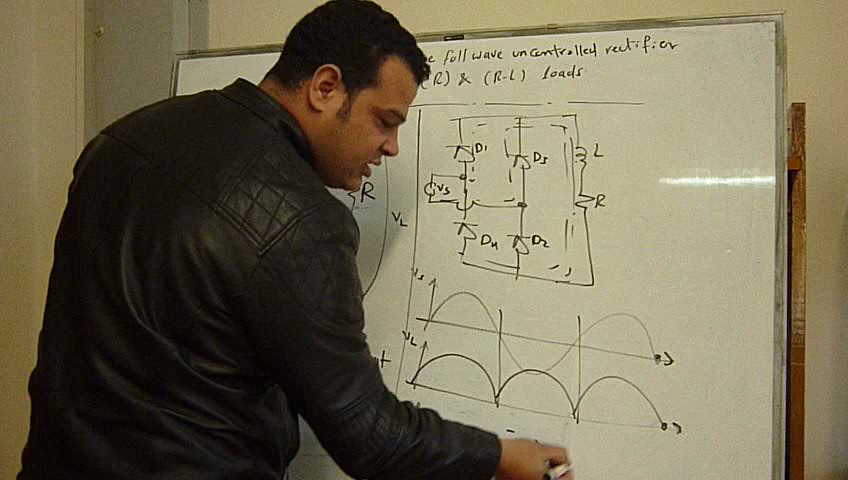 full wave uncontrolled rectifier
(R) & (R-L) loads
D1
D3
L
Vs
R
R
VL
D4
D2
Vs
VL